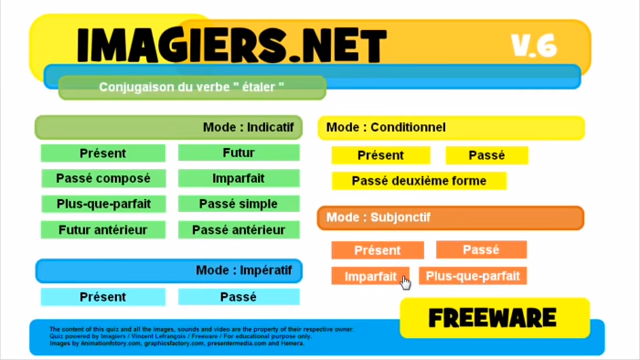 IMAGIERS.NET
V.6
Conjugaison du verbe " étaler "
Mode : Indicatif
Présent
Futur
Passé composé
Imparfait
Plus-que-parfait
Passé simple
Futur antérieur
Passé antérieur
Mode : Impératif
Présent
Passé
Mode : Conditionnel
Présent
Passé
Passé deuxième forme
Mode : Subjonctif
Présent
Passé
Imparfait
Plus-que-parfait
FREEWARE
The content of this quiz and all the images, sounds and video are the property of their respective owner.
Quiz powered by Imagiers / Vincent Lefrançois / Freeware / For educational purpose only.
Images by Animationfctory.com, graphicsfactory.com, presentermedia.com and Hemera.